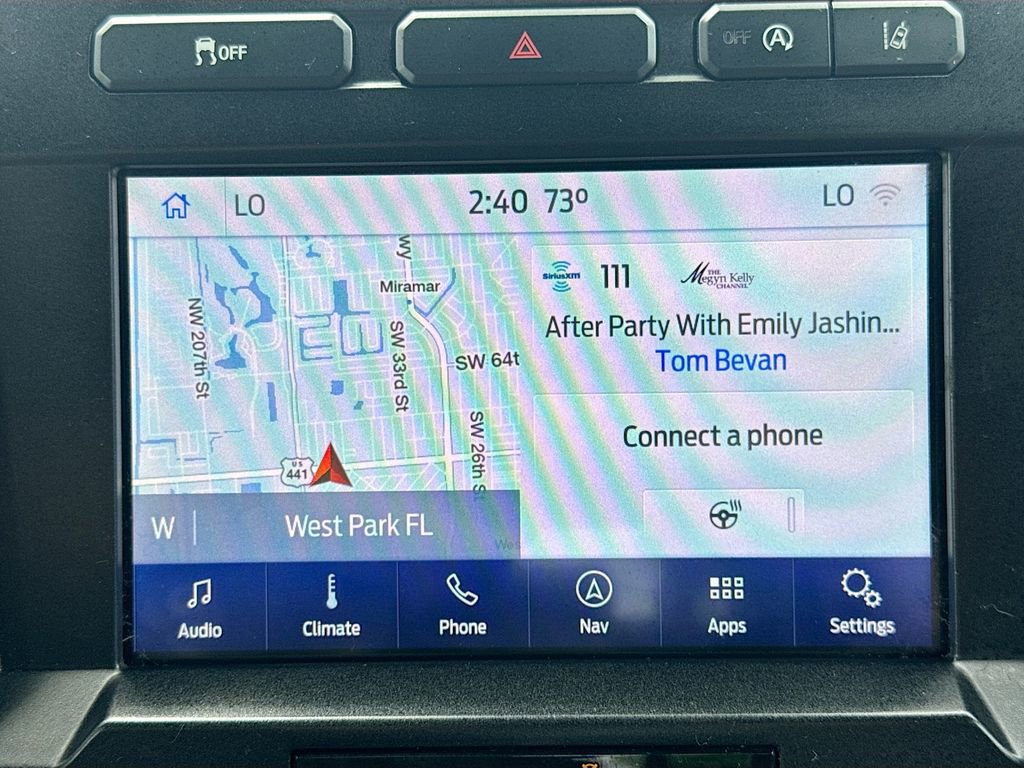 OFF
OFF A
LO 2:40 73º LO
WY
Miramar
NW 207th St
SW 33rd St
SW 64t
SW 26th S
US
441
W West Park FL
SiriusXM 111 THE Megyn Kelly CHANNEL
After Party With Emily Jashin...
Tom Bevan
Connect a phone
Audio Climate Phone Nav Apps Settings